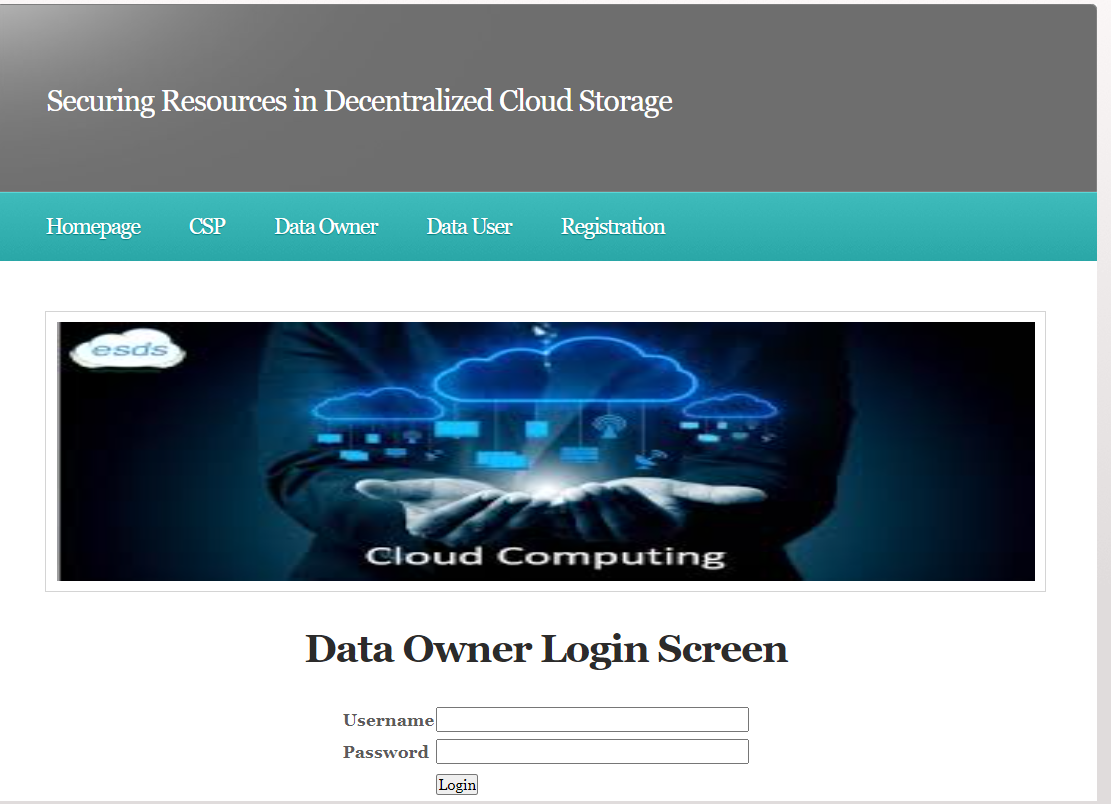 Securing Resources in Decentralized Cloud Storage
Homepage CSP Data Owner Data User Registration
esds
Cloud Computing
Data Owner Login Screen
Username
Password
Login